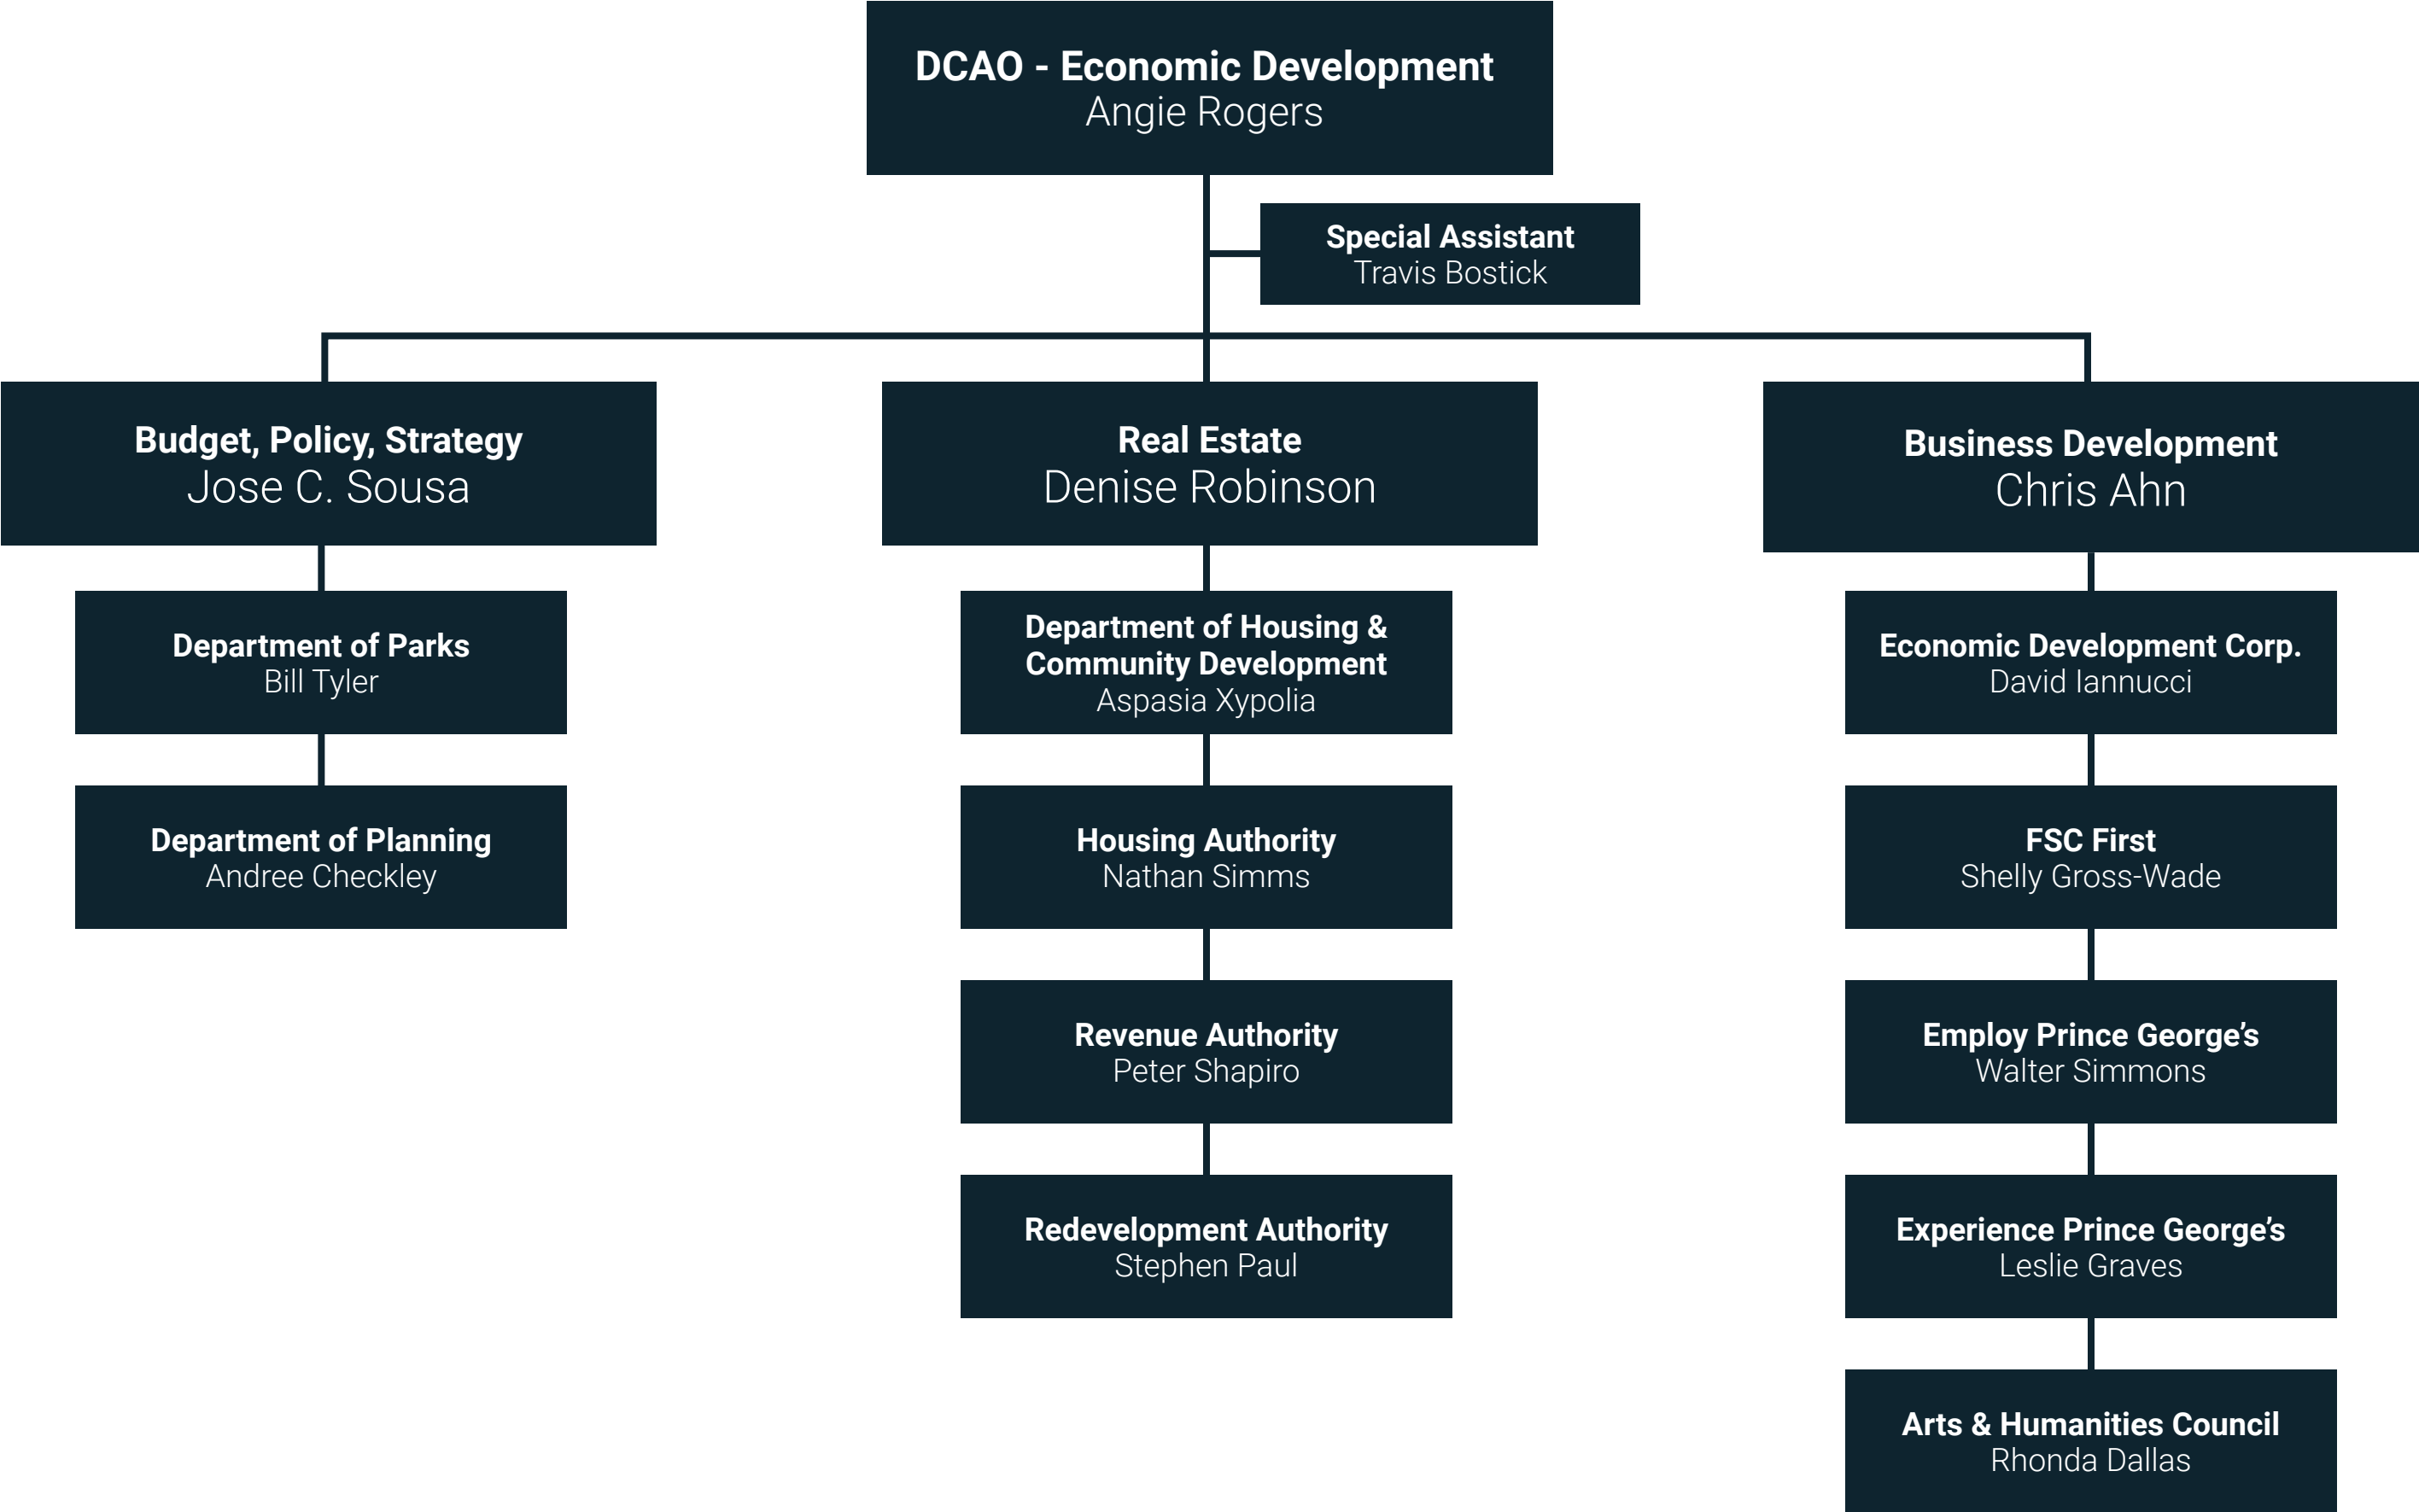 DCAO - Economic Development
Angie Rogers
Special Assistant
Travis Bostick
Budget, Policy, Strategy
Jose C. Sousa
Real Estate
Denise Robinson
Business Development
Chris Ahn
Department of Parks
Bill Tyler
Department of Planning
Andree Checkley
Department of Housing &
Community Development
Aspasia Xypolia
Housing Authority
Nathan Simms
Revenue Authority
Peter Shapiro
Redevelopment Authority
Stephen Paul
Economic Development Corp.
David Iannucci
FSC First
Shelly Gross-Wade
Employ Prince George’s
Walter Simmons
Experience Prince George’s
Leslie Graves
Arts & Humanities Council
Rhonda Dallas